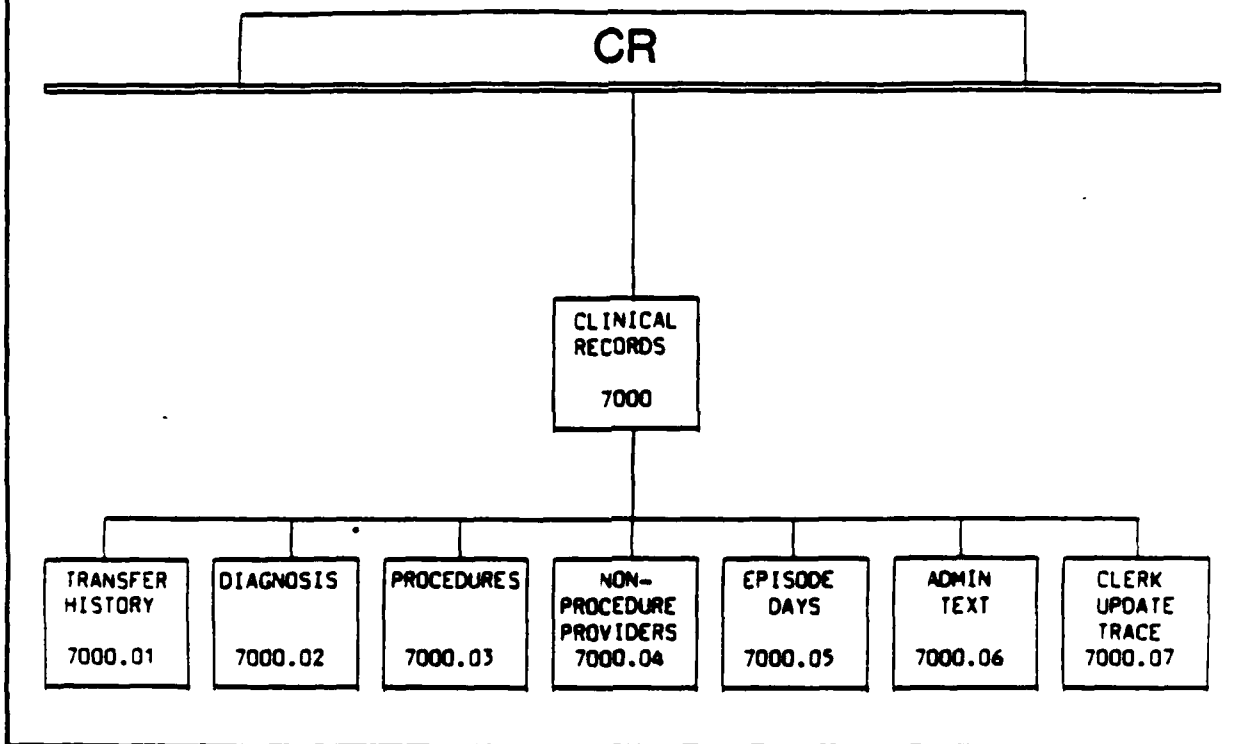 CR
CLINICAL
RECORDS
7000
TRANSFER
HISTORY
7000.01
DIAGNOSIS
7000.02
PROCEDURES
7000.03
NON-
PROCEDURE
PROVIDERS
7000.04
EPISODE
DAYS
7000.05
ADMIN
TEXT
7000.06
CLERK
UPDATE
TRACE
7000.07